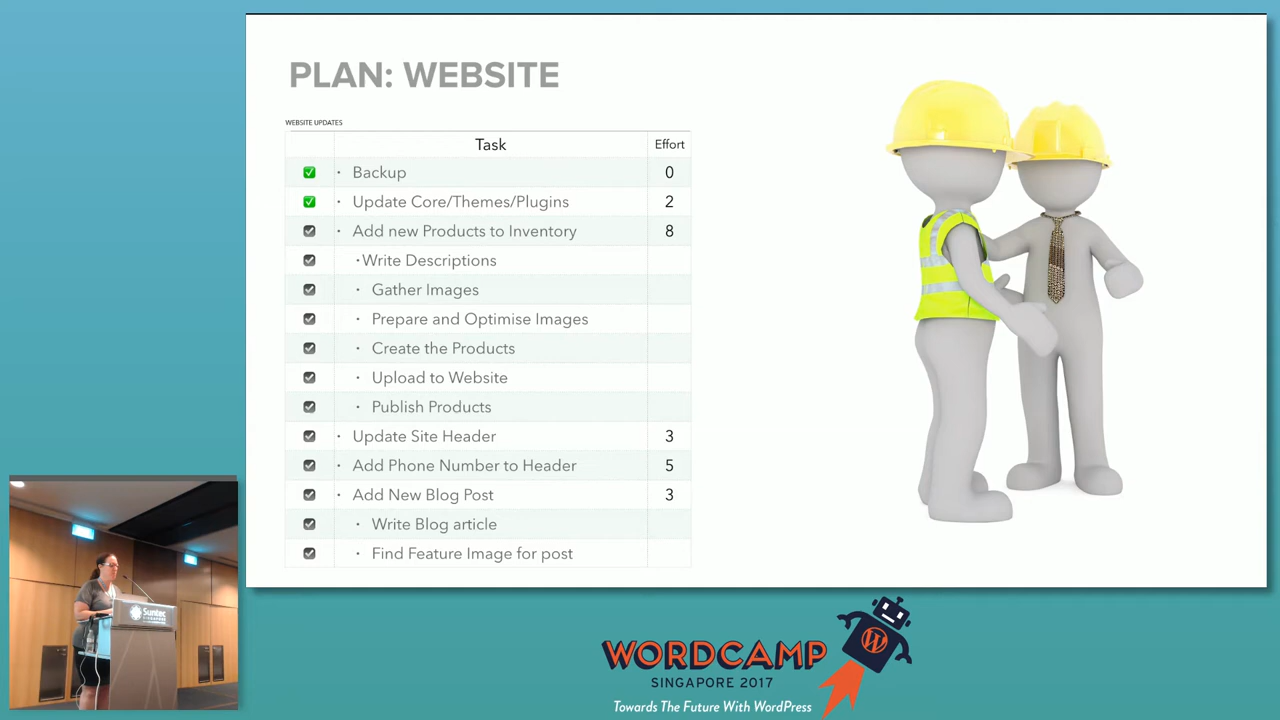 PLAN: WEBSITE
WEBSITE UPDATES
Task Effort
Backup 0
Update Core/Themes/Plugins 2
Add new Products to Inventory 8
Write Descriptions
Gather Images
Prepare and Optimise Images
Create the Products
Upload to Website
Publish Products
Update Site Header 3
Add Phone Number to Header 5
Add New Blog Post 3
Write Blog article
Find Feature Image for post
Suntec
SINGAPORE
WORDCAMP
SINGAPORE 2017
Towards The Future With WordPress